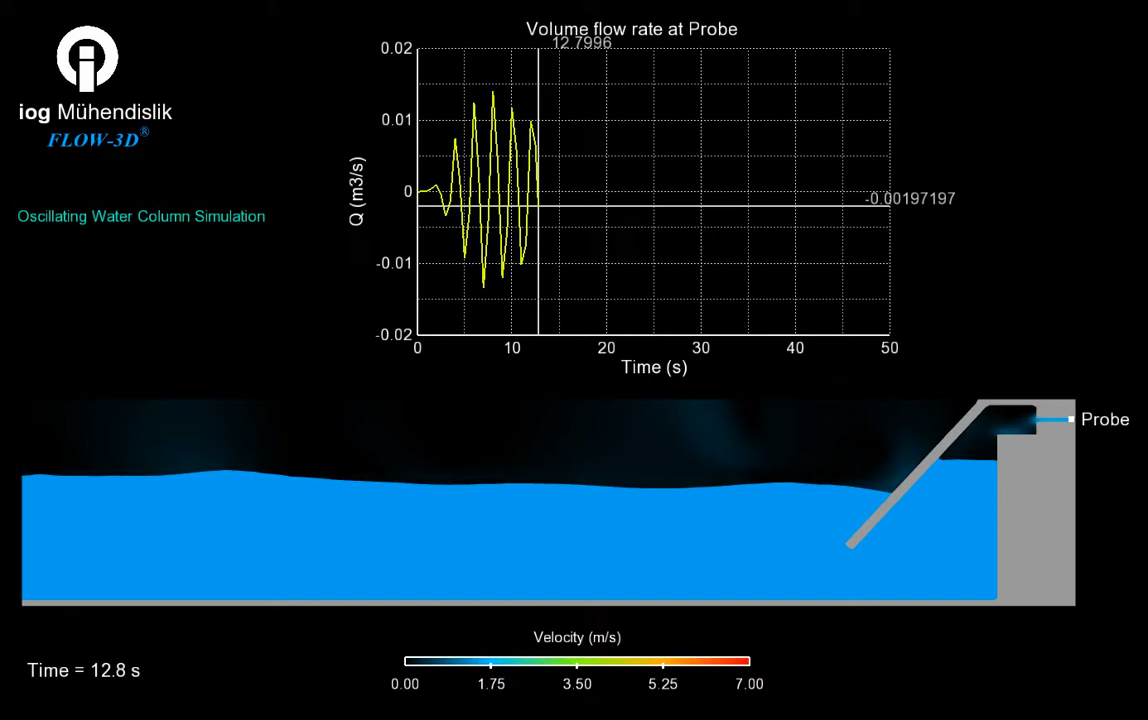 iog Mühendislik
FLOW-3D®
Oscillating Water Column Simulation
Volume flow rate at Probe
12.7996
0.02
0.01
0
-0.01
-0.02
Q (m3/s)
-0.00197197
0 10 20 30 40 50
Time (s)
Probe
Velocity (m/s)
0.00 1.75 3.50 5.25 7.00
Time = 12.8 s